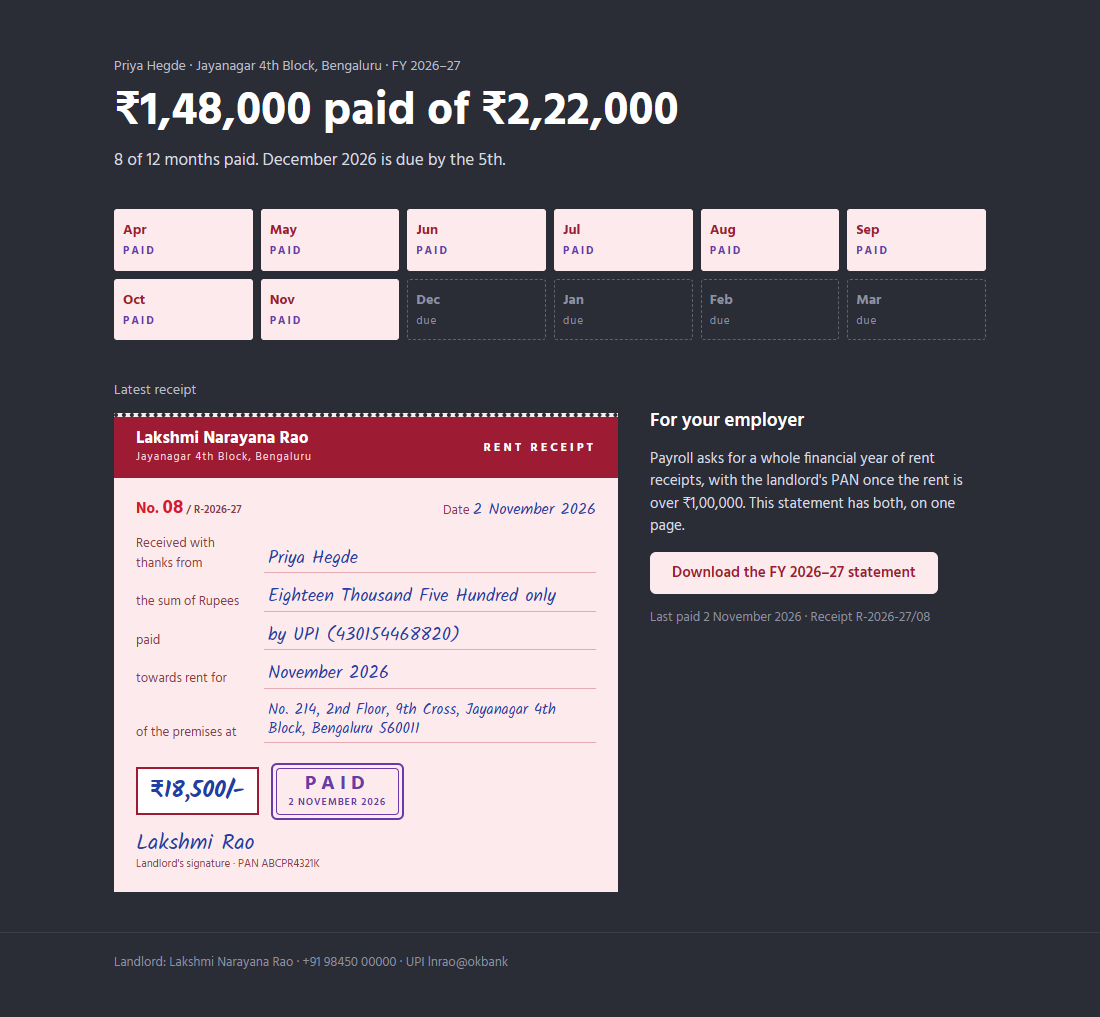 Priya Hegde · Jayanagar 4th Block, Bengaluru · FY 2026–27
₹1,48,000 paid of ₹2,22,000
8 of 12 months paid. December 2026 is due by the 5th.
Apr May Jun Jul Aug Sep
PAID PAID PAID PAID PAID PAID
Oct Nov Dec Jan Feb Mar
PAID PAID due due due due
Latest receipt
Lakshmi Narayana Rao
Jayanagar 4th Block, Bengaluru
RENT RECEIPT
No. 08 / R-2026-27
Date 2 November 2026
Received with
thanks from
Priya Hegde
the sum of Rupees Eighteen Thousand Five Hundred only
paid by UPI (430154468820)
towards rent for November 2026
of the premises at
No. 214, 2nd Floor, 9th Cross, Jayanagar 4th
Block, Bengaluru 560011
₹18,500/-
PAID
2 NOVEMBER 2026
Lakshmi Rao
Landlord's signature · PAN ABCPR4321K
For your employer
Payroll asks for a whole financial year of rent
receipts, with the landlord's PAN once the rent is
over ₹1,00,000. This statement has both, on one
page.
Download the FY 2026–27 statement
Last paid 2 November 2026 · Receipt R-2026-27/08
Landlord: Lakshmi Narayana Rao · +91 98450 00000 · UPI lnrao@okbank